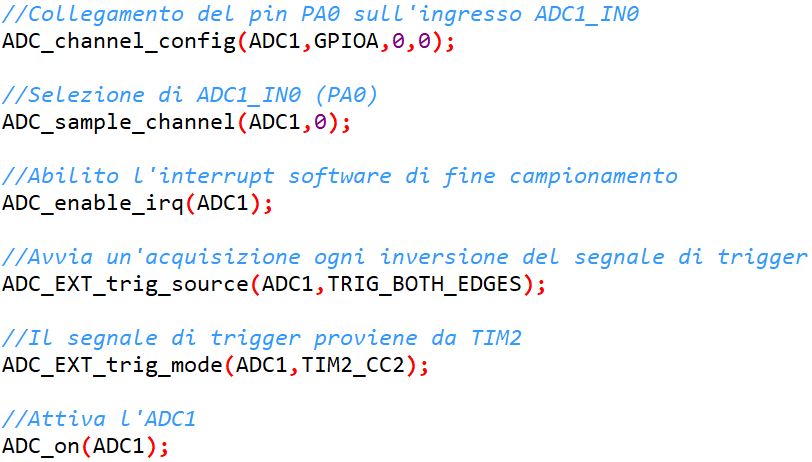 //Collegamento del pin PA0 sull'ingresso ADC1_IN0
ADC_channel_config(ADC1,GPIOA,0,0);
//Selezione di ADC1_IN0 (PA0)
ADC_sample_channel(ADC1,0);
//Abilito l'interrupt software di fine campionamento
ADC_enable_irq(ADC1);
//Avvia un'acquisizione ogni inversione del segnale di trigger
ADC_EXT_trig_source(ADC1,TRIG_BOTH_EDGES);
//Il segnale di trigger proviene da TIM2
ADC_EXT_trig_mode(ADC1,TIM2_CC2);
//Attiva l'ADC1
ADC_on(ADC1);